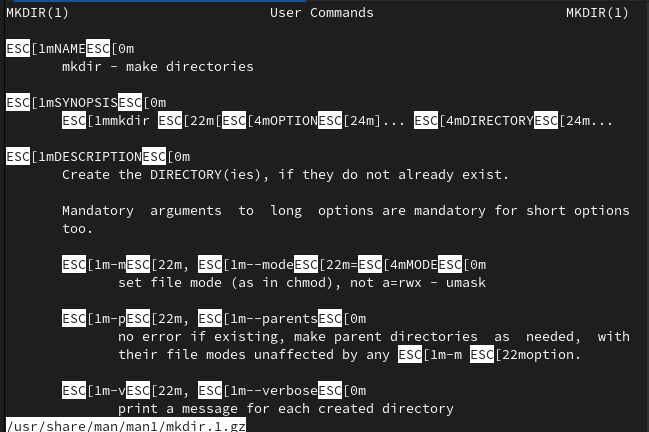 MKDIR(1) User Commands MKDIR(1)
ESC[1mNAMEESC[0m
mkdir - make directories
ESC[1mSYNOPSISESC[0m
ESC[1mmkdir ESC[22m[ESC[4mOPTIONESC[24m]... ESC[4mDIRECTORYESC[24m...
ESC[1mDESCRIPTIONESC[0m
Create the DIRECTORY(ies), if they do not already exist.
Mandatory arguments to long options are mandatory for short options
too.
ESC[1m-mESC[22m, ESC[1m--modeESC[22m=ESC[4mMODEESC[0m
set file mode (as in chmod), not a=rwx - umask
ESC[1m-pESC[22m, ESC[1m--parentsESC[0m
no error if existing, make parent directories as needed, with
their file modes unaffected by any ESC[1m-m ESC[22moption.
ESC[1m-vESC[22m, ESC[1m--verboseESC[0m
print a message for each created directory
/usr/share/man/man1/mkdir.1.gz